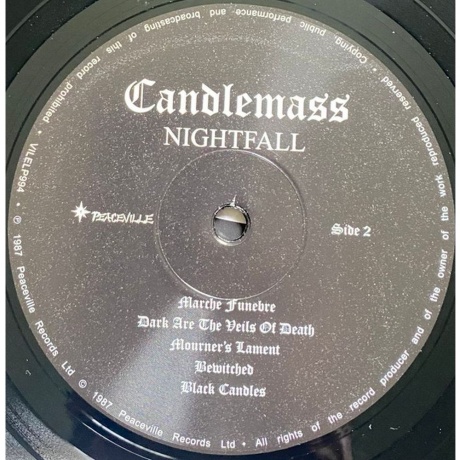 Candlemass
NIGHTFALL
PEACEVILLE
Side 2
Marche Funebre
Dark Are The Veils Of Death
Mourner's Lament
Bewitched
Black Candles
VILELP994 • ℗ 1987 Peaceville Records Ltd © 1987 Peaceville Records Ltd • All rights of the record producer and of the owner of the work reproduced reserved • Copying public performance and broadcasting of this record prohibited •